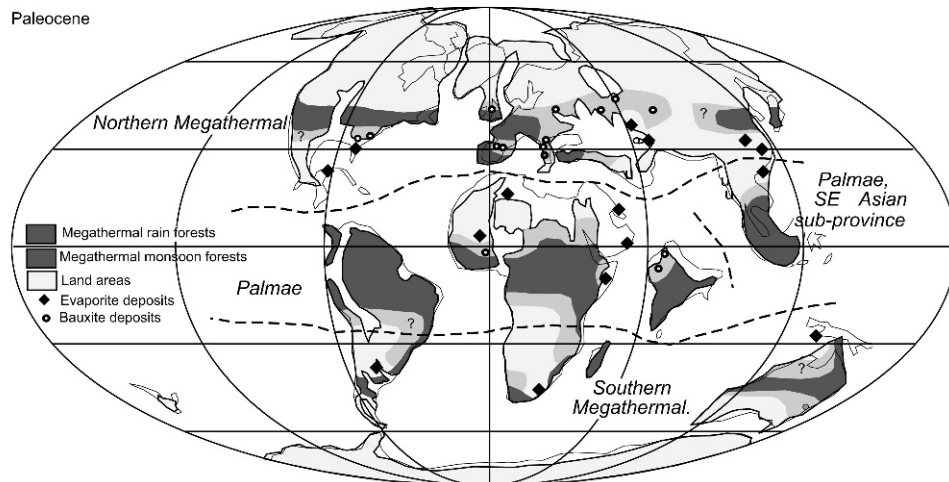 Paleocene
Northern Megathermal
?
?
Palmae,
SE Asian
sub-province
Megathermal rain forests
Megathermal monsoon forests
Land areas
Evaporite deposits
Bauxite deposits
Palmae
?
?
Southern
Megathermal.